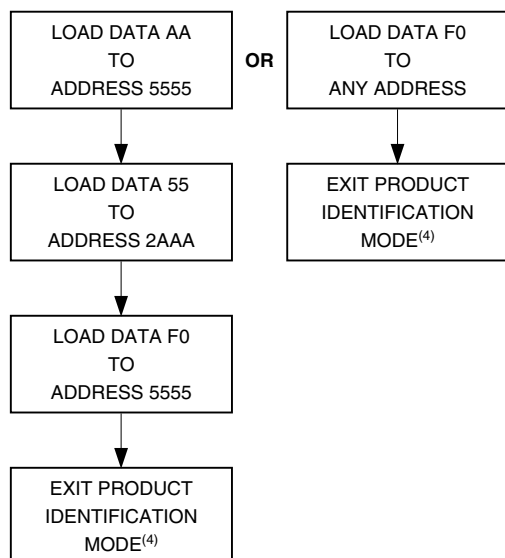 LOAD DATA AA
TO
ADDRESS 5555
LOAD DATA 55
TO
ADDRESS 2AAA
LOAD DATA F0
TO
ADDRESS 5555
EXIT PRODUCT
IDENTIFICATION
MODE(4)
OR
LOAD DATA F0
TO
ANY ADDRESS
EXIT PRODUCT
IDENTIFICATION
MODE(4)